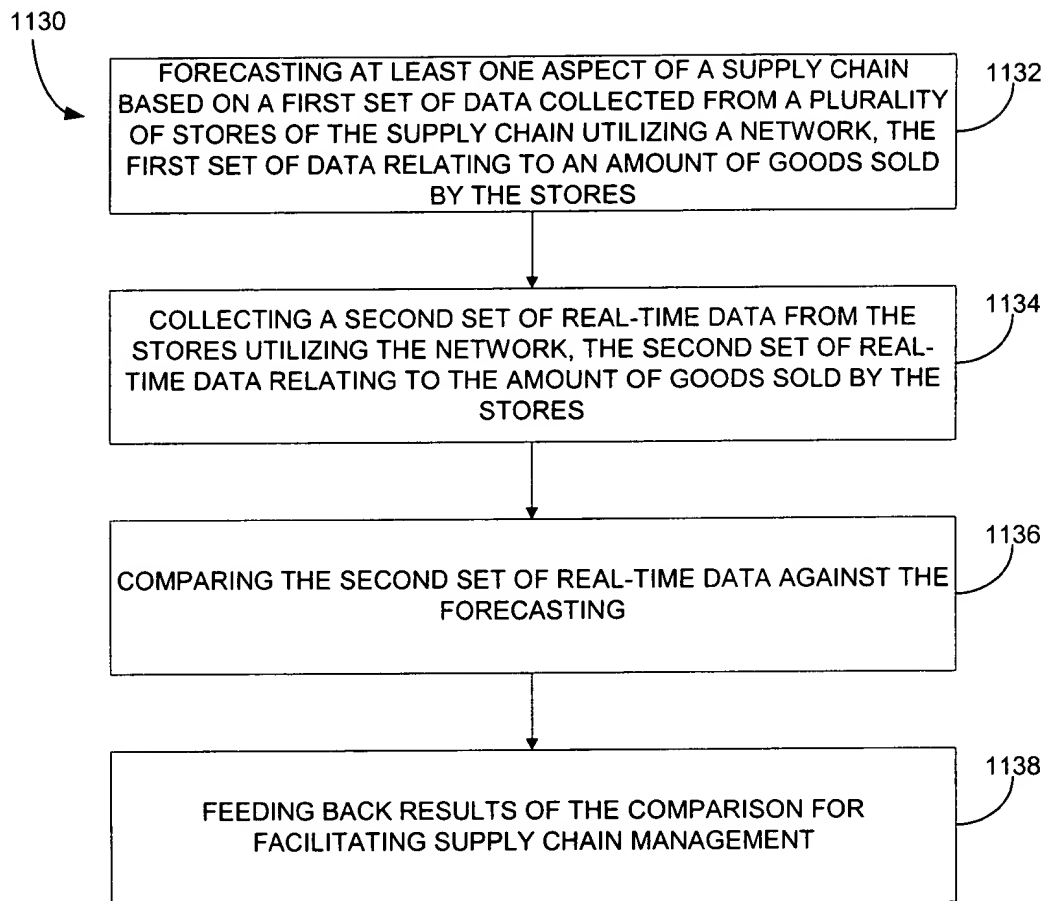 1130
FORECASTING AT LEAST ONE ASPECT OF A SUPPLY CHAIN
BASED ON A FIRST SET OF DATA COLLECTED FROM A PLURALITY
OF STORES OF THE SUPPLY CHAIN UTILIZING A NETWORK, THE
FIRST SET OF DATA RELATING TO AN AMOUNT OF GOODS SOLD
BY THE STORES
1132
COLLECTING A SECOND SET OF REAL-TIME DATA FROM THE
STORES UTILIZING THE NETWORK, THE SECOND SET OF REAL-
TIME DATA RELATING TO THE AMOUNT OF GOODS SOLD BY THE
STORES
1134
COMPARING THE SECOND SET OF REAL-TIME DATA AGAINST THE
FORECASTING
1136
FEEDING BACK RESULTS OF THE COMPARISON FOR
FACILITATING SUPPLY CHAIN MANAGEMENT
1138